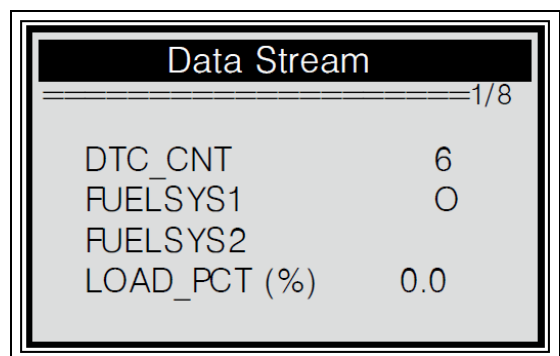 Data Stream
====================1/8
DTC_CNT 6
FUELSYS1 O
FUELSYS2
LOAD_PCT (%) 0.0